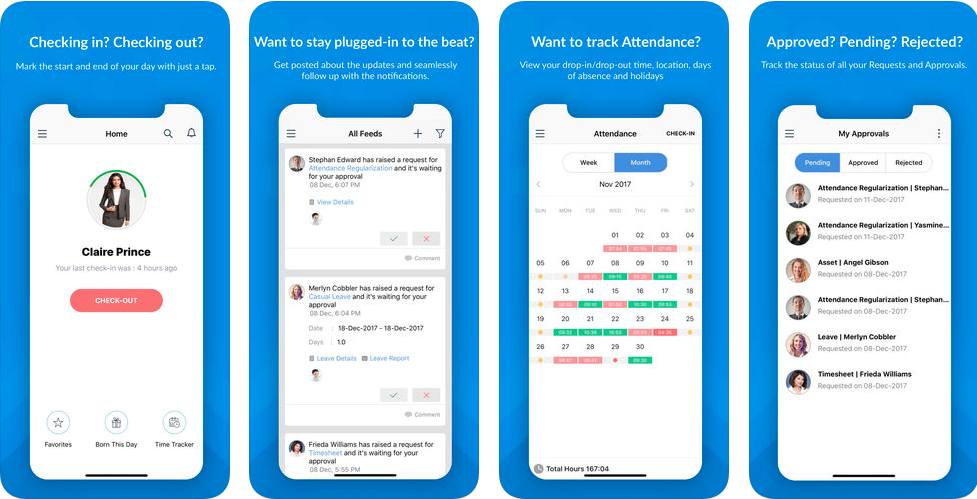 Checking in? Checking out?
Mark the start and end of your day with just a tap.
Home
Claire Prince
Your last check-in was : 4 hours ago
CHECK-OUT
Favorites
Born This Day
Time Tracker
Want to stay plugged-in to the beat?
Get posted about the updates and seamlessly
follow up with the notifications.
All Feeds
Stephan Edward has raised a request for
Attendance Regularization and it's waiting
for your approval
08 Dec, 6:07 PM
View Details
Comment
Merlyn Cobbler has raised a request for
Casual Leave and it's waiting for your
approval
08 Dec, 6:04 PM
Date : 18-Dec-2017 - 18-Dec-2017
Days : 1.0
Leave Details Leave Report
Comment
Frieda Williams has raised a request for
Timesheet and it's waiting for your
approval
08 Dec, 5:55 PM
Want to track Attendance?
View your drop-in/drop-out time, location, days
of absence and holidays
Attendance CHECK-IN
Week Month
Nov 2017
SUN MON TUE WED THU FRI SAT
01 02 03 04
05 06 07 08 09 10 11
12 13 14 15 16 17 18
19 20 21 22 23 24 25
26 27 28 29 30
Total Hours 167:04
Approved? Pending? Rejected?
Track the status of all your Requests and Approvals.
My Approvals
Pending Approved Rejected
Attendance Regularization | Stephan...
Requested on 11-Dec-2017
Attendance Regularization | Yasmine...
Requested on 11-Dec-2017
Asset | Angel Gibson
Requested on 08-Dec-2017
Attendance Regularization | Stephan...
Requested on 08-Dec-2017
Leave | Merlyn Cobbler
Requested on 08-Dec-2017
Timesheet | Frieda Williams
Requested on 08-Dec-2017